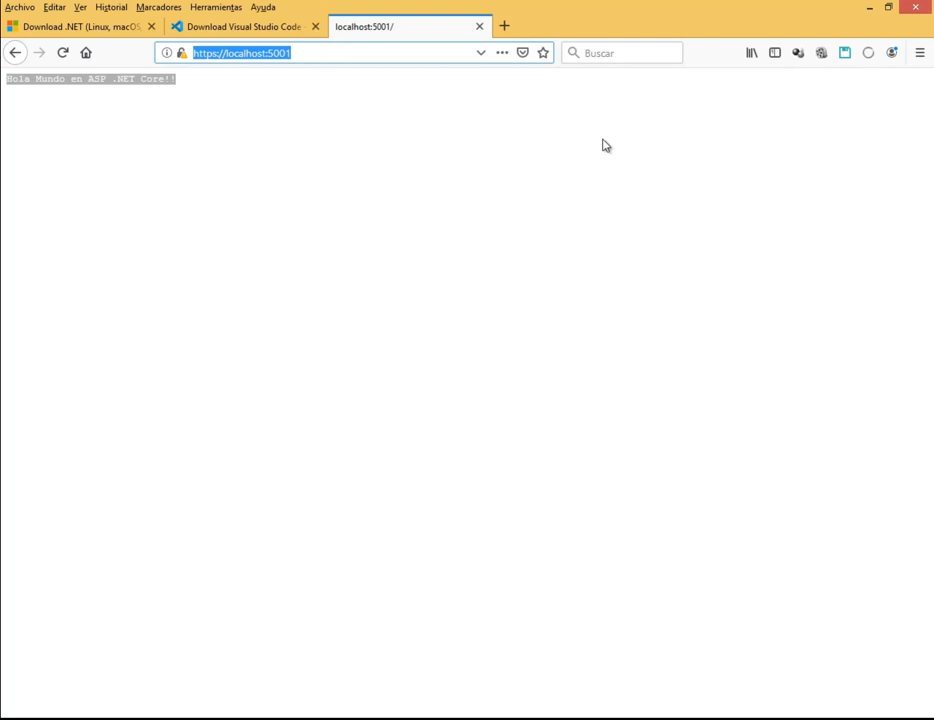 Archivo Editar Ver Historial Marcadores Herramientas Ayuda
Download .NET (Linux, macOS,
Download Visual Studio Code -
localhost:5001/
https://localhost:5001
Buscar
Hola Mundo en ASP .NET Core!!